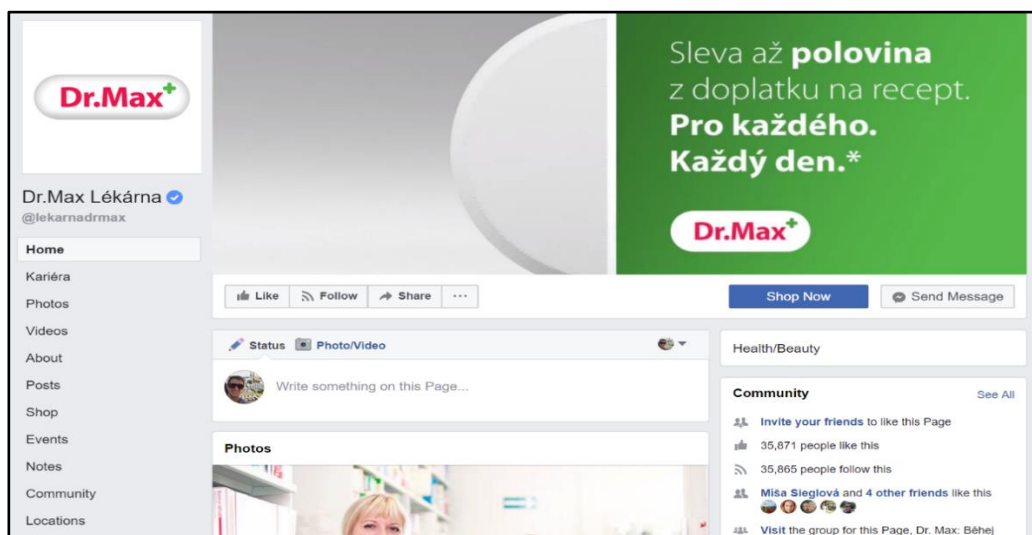 Dr.Max+
Dr.Max Lékárna
@lekarnadrmax
Home
Kariéra
Photos
Videos
About
Posts
Shop
Events
Notes
Community
Locations
Sleva až polovina
z doplatku na recept.
Pro každého.
Každý den.*
Dr.Max+
Like Follow Share ...
Shop Now Send Message
Status Photo/Video
Write something on this Page...
Photos
Health/Beauty
Community See All
Invite your friends to like this Page
35,871 people like this
35,865 people follow this
Míša Sieglová and 4 other friends like this
Visit the group for this Page, Dr. Max: Běhej